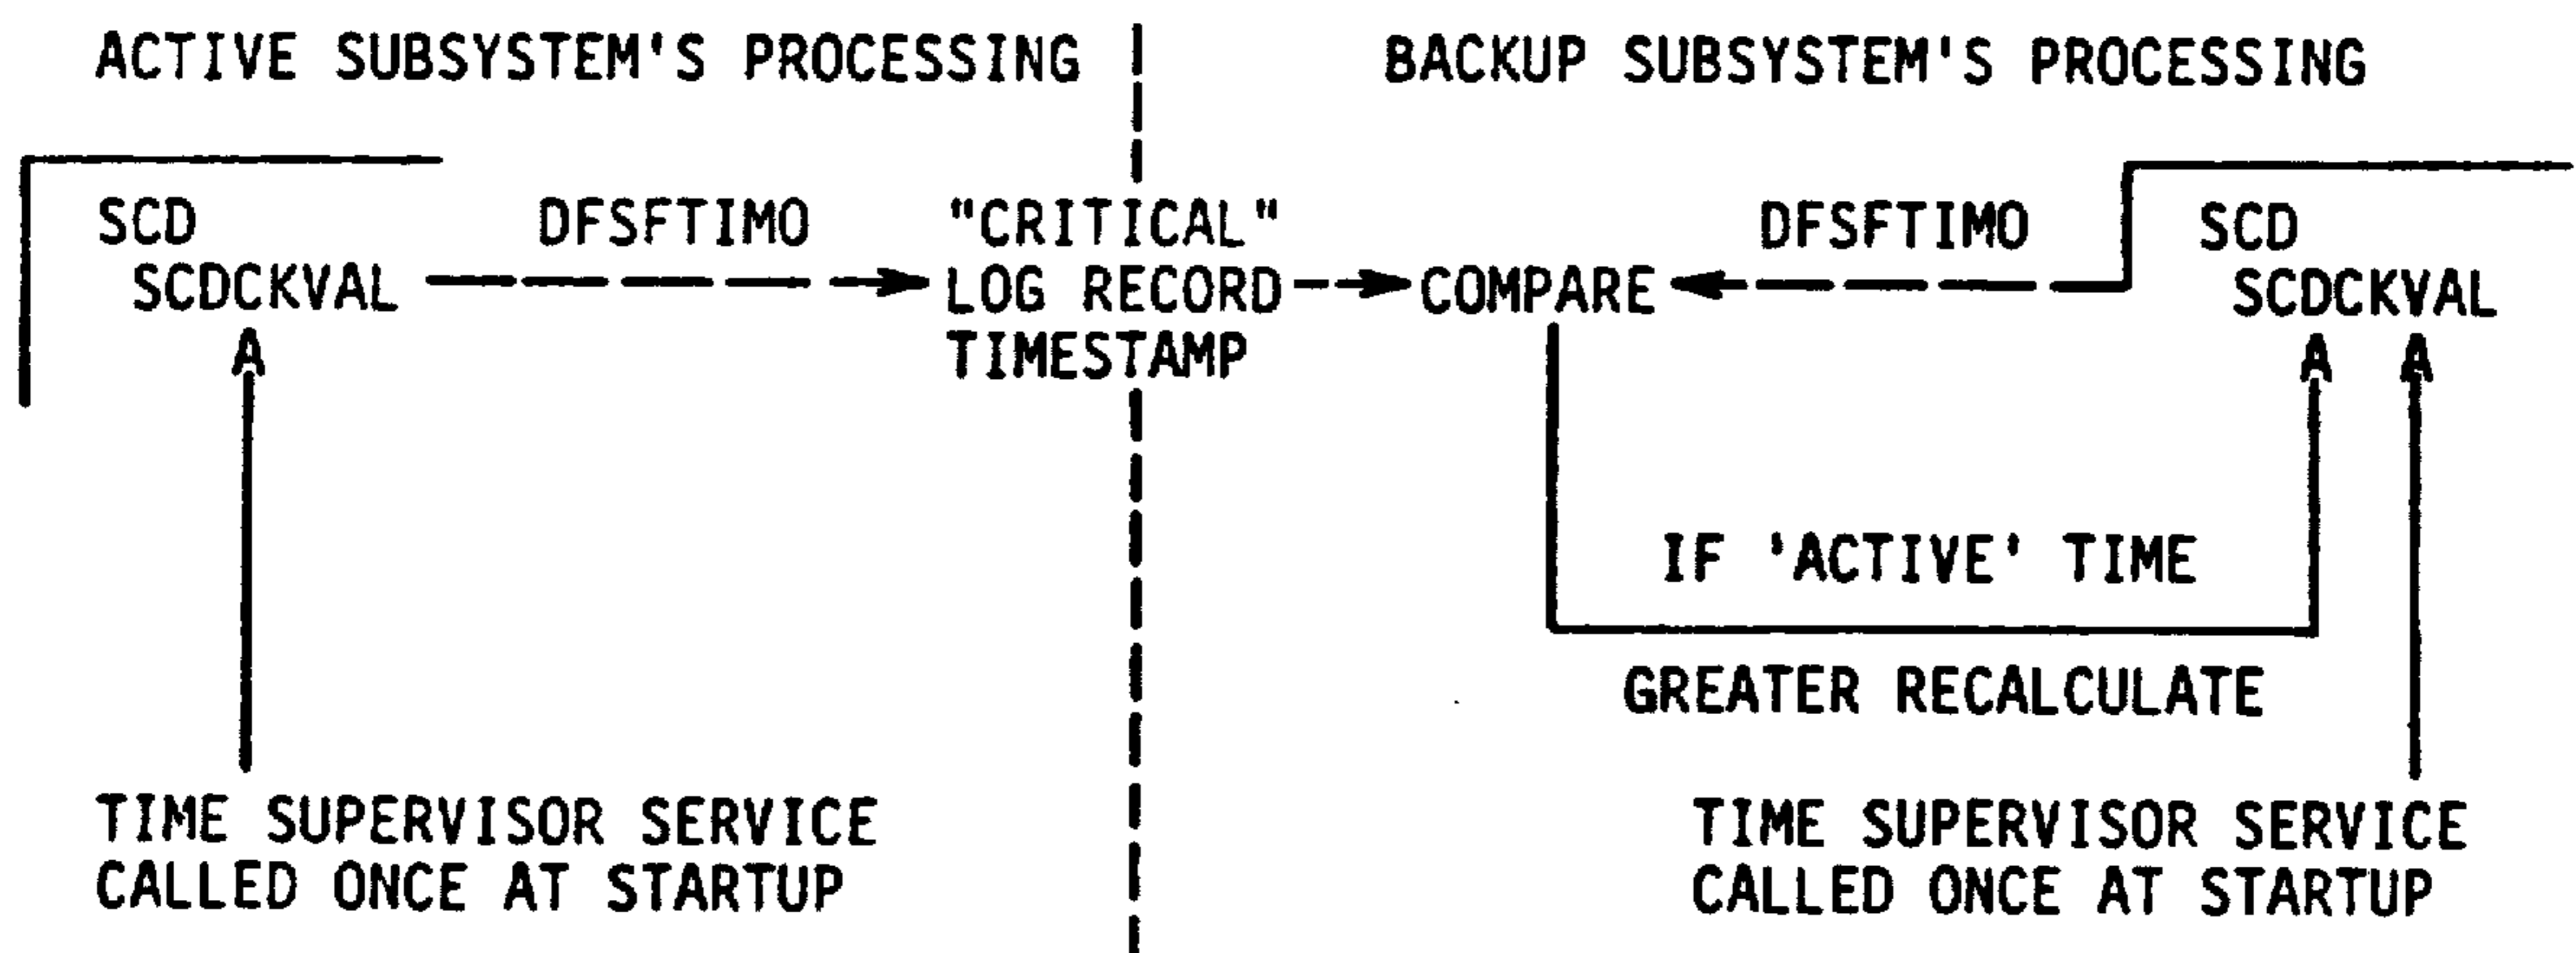 ACTIVE SUBSYSTEM'S PROCESSING
BACKUP SUBSYSTEM'S PROCESSING
SCD
SCDCKVAL
DFSFTIMO
"CRITICAL"
LOG RECORD
TIMESTAMP
COMPARE
DFSFTIMO
SCD
SCDCKVAL
IF 'ACTIVE' TIME
GREATER RECALCULATE
TIME SUPERVISOR SERVICE
CALLED ONCE AT STARTUP
TIME SUPERVISOR SERVICE
CALLED ONCE AT STARTUP